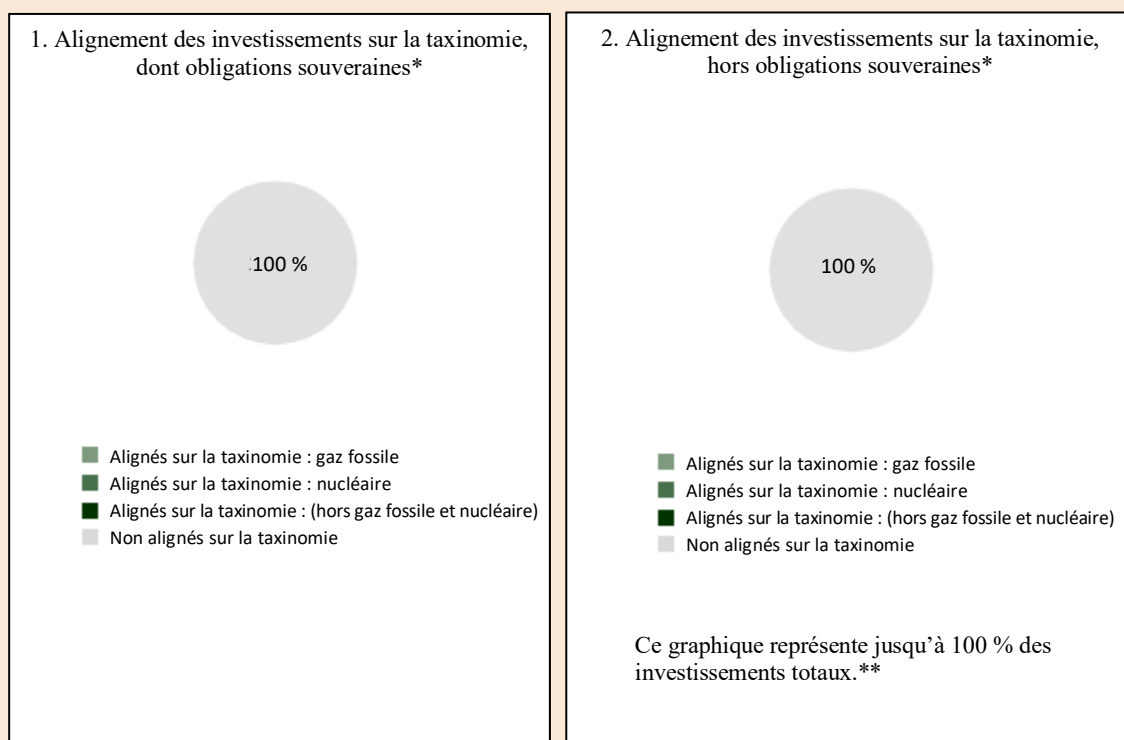 1. Alignement des investissements sur la taxinomie,
dont obligations souveraines*
100 %
Alignés sur la taxinomie : gaz fossile
Alignés sur la taxinomie : nucléaire
Alignés sur la taxinomie : (hors gaz fossile et nucléaire)
Non alignés sur la taxinomie
2. Alignement des investissements sur la taxinomie,
hors obligations souveraines*
100 %
Alignés sur la taxinomie : gaz fossile
Alignés sur la taxinomie : nucléaire
Alignés sur la taxinomie : (hors gaz fossile et nucléaire)
Non alignés sur la taxinomie
Ce graphique représente jusqu’à 100 % des
investissements totaux.**